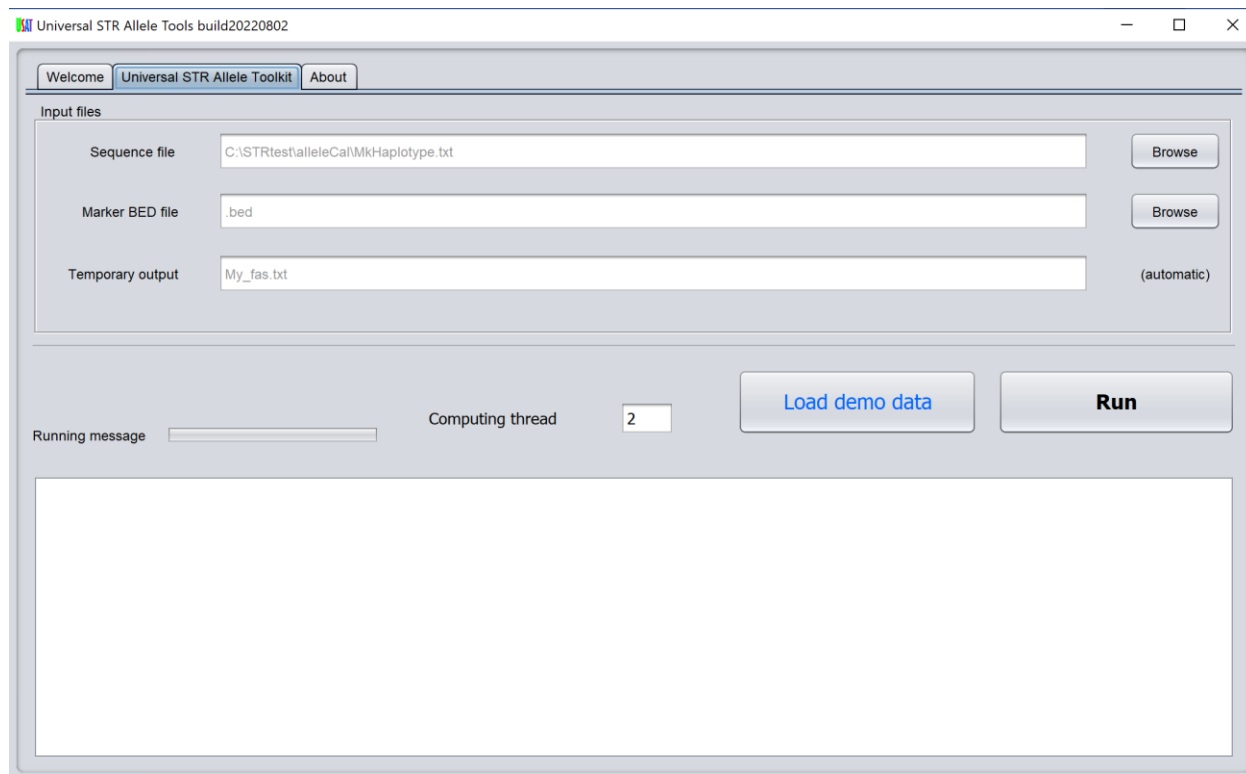 USAT Universal STR Allele Tools build20220802
Welcome Universal STR Allele Toolkit About
Input files
Sequence file C:\STRtest\alleleCal\MkHaplotype.txt Browse
Marker BED file .bed Browse
Temporary output My_fas.txt (automatic)
Load demo data Run
Computing thread 2
Running message